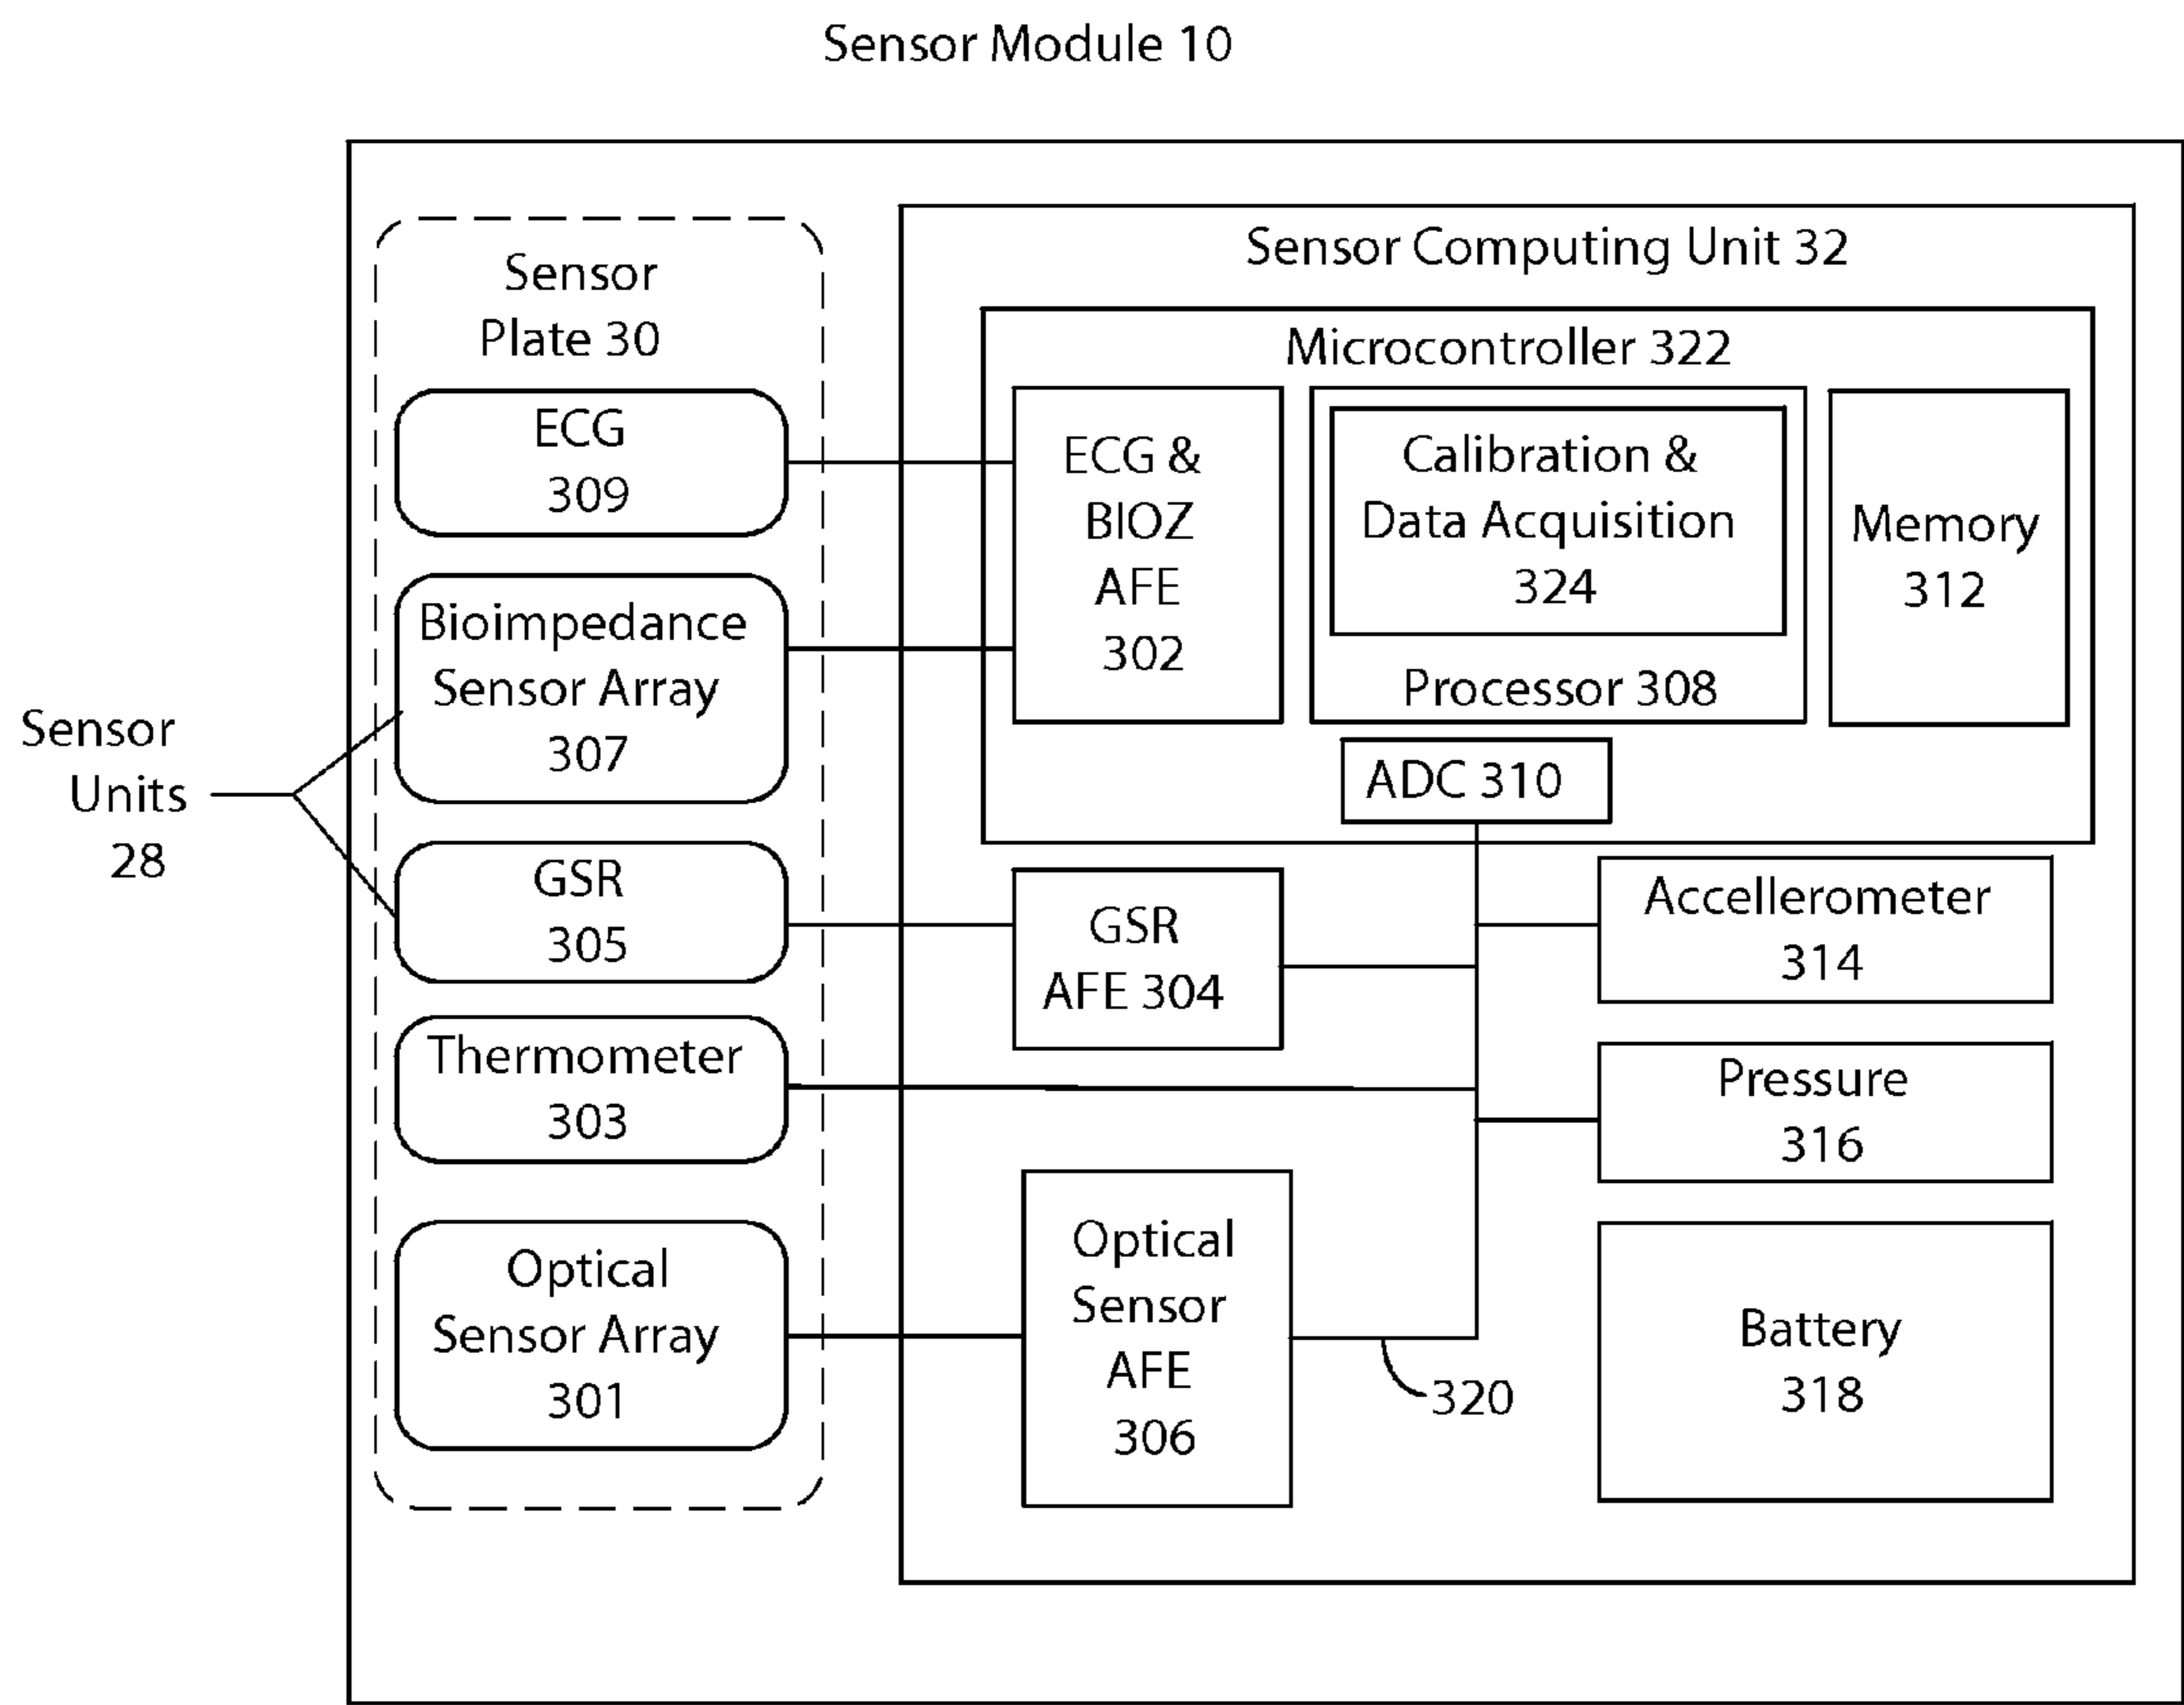 Sensor Module 10
Sensor
Plate 30
ECG
309
Bioimpedance
Sensor Array
307
GSR
305
Thermometer
303
Optical
Sensor Array
301
Sensor
Units
28
Sensor Computing Unit 32
Microcontroller 322
ECG &
BIOZ
AFE
302
Calibration &
Data Acquisition
324
Processor 308
Memory
312
ADC 310
GSR
AFE 304
Accellerometer
314
Pressure
316
Optical
Sensor
AFE
306
320
Battery
318